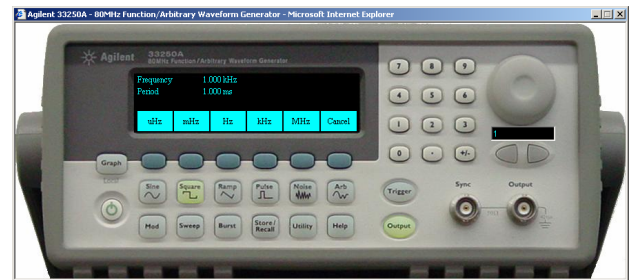 Agilent 33250A - 80MHz Function/Arbitrary Waveform Generator - Microsoft Internet Explorer
Agilent
33250A
80MHz Function/Arbitrary Waveform Generator
Frequency 1.000 kHz
Period 1.000 ms
uHz mHz Hz kHz MHz Cancel
7 8 9
4 5 6
1 2 3
0 . +/-
1
Graph
Local
Sine Square Ramp Pulse Noise Arb
Trigger
Sync Output
Mod Sweep Burst Store/ Recall Utility Help
Output